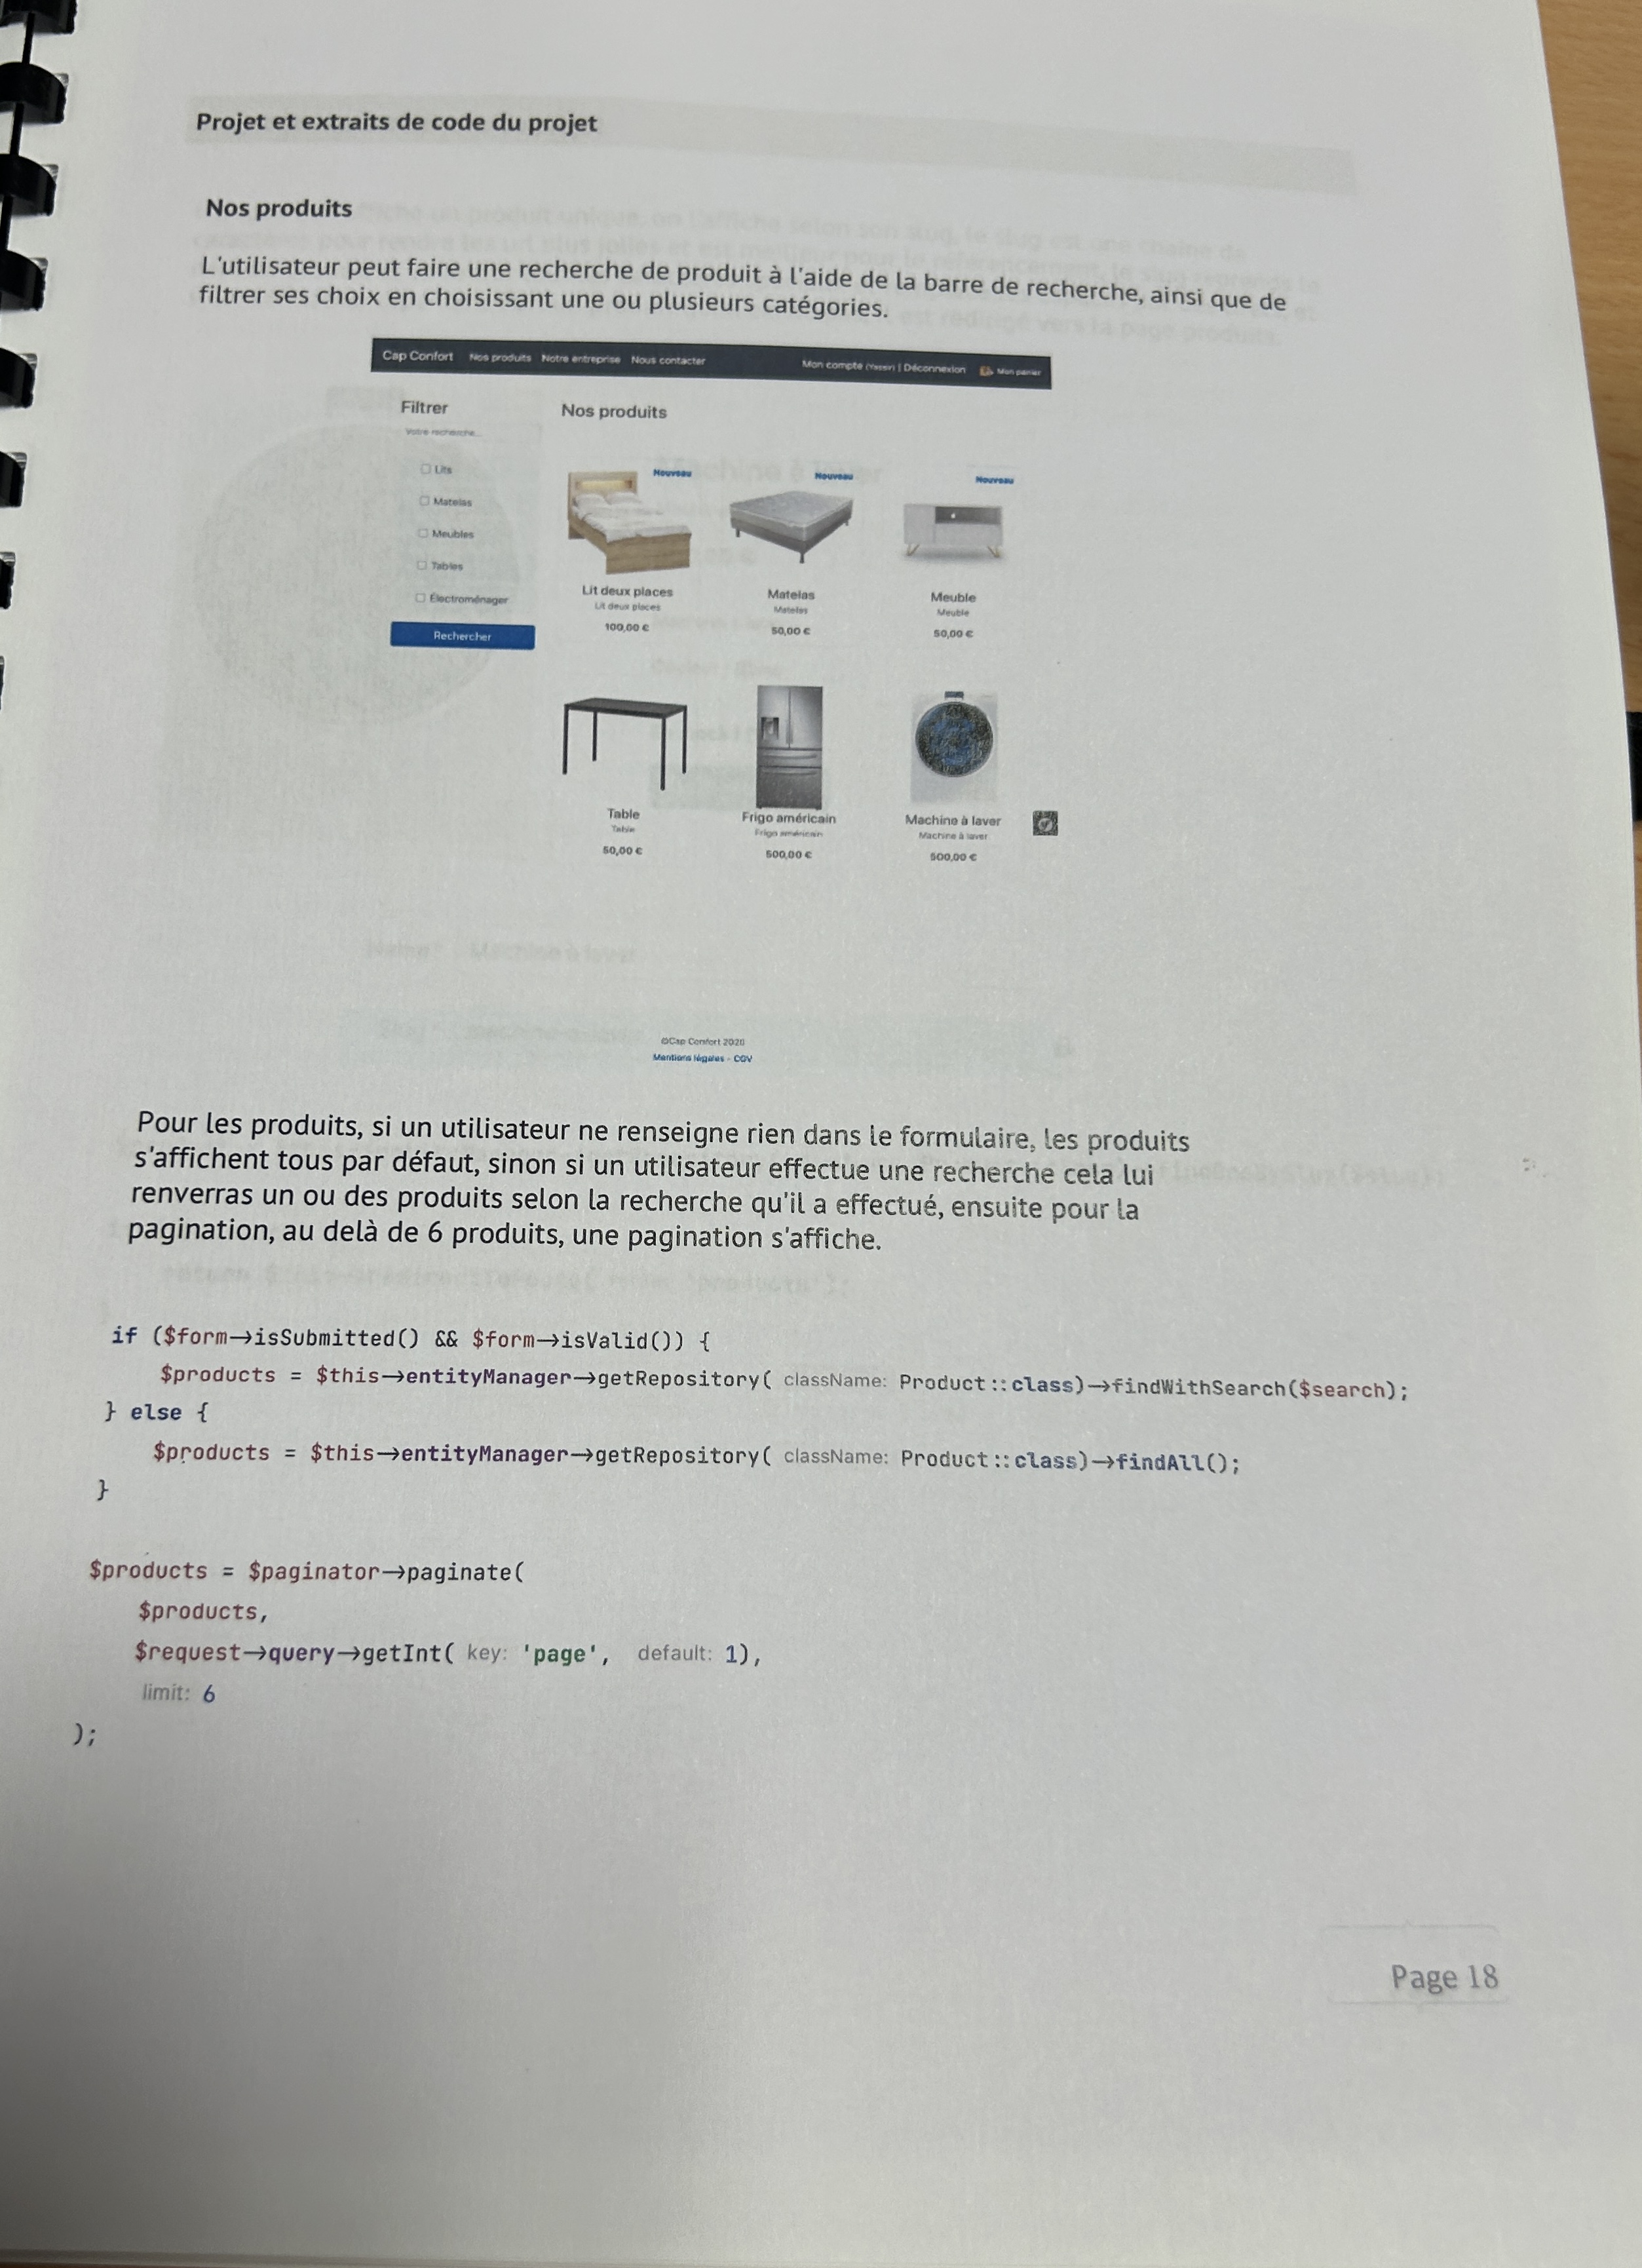 Projet et extraits de code du projet
Nos produits
L'utilisateur peut faire une recherche de produit à l'aide de la barre de recherche, ainsi que de
filtrer ses choix en choisissant une ou plusieurs catégories.
Cap Confort Nos produits Notre entreprise Nous contacter Mon compte (Yassir) | Déconnexion Mon panier
Filtrer
Votre recherche...
Lits
Matelas
Meubles
Tables
Électroménager
Rechercher
Nos produits
Nouveau Nouveau Nouveau
Lit deux places Matelas Meuble
Lit deux places Matelas Meuble
100,00 € 50,00 € 50,00 €
Table Frigo américain Machine à laver
Table Frigo américain Machine à laver
50,00 € 500,00 € 500,00 €
©Cap Confort 2020
Mentions légales - CGV
Pour les produits, si un utilisateur ne renseigne rien dans le formulaire, les produits
s'affichent tous par défaut, sinon si un utilisateur effectue une recherche cela lui
renverras un ou des produits selon la recherche qu'il a effectué, ensuite pour la
pagination, au delà de 6 produits, une pagination s'affiche.
if ($form→isSubmitted() && $form→isValid()) {
$products = $this→entityManager→getRepository( className: Product::class)→findWithSearch($search);
} else {
$products = $this→entityManager→getRepository( className: Product::class)→findAll();
}
$products = $paginator→paginate(
$products,
$request→query→getInt( key: 'page', default: 1),
limit: 6
);
Page 18